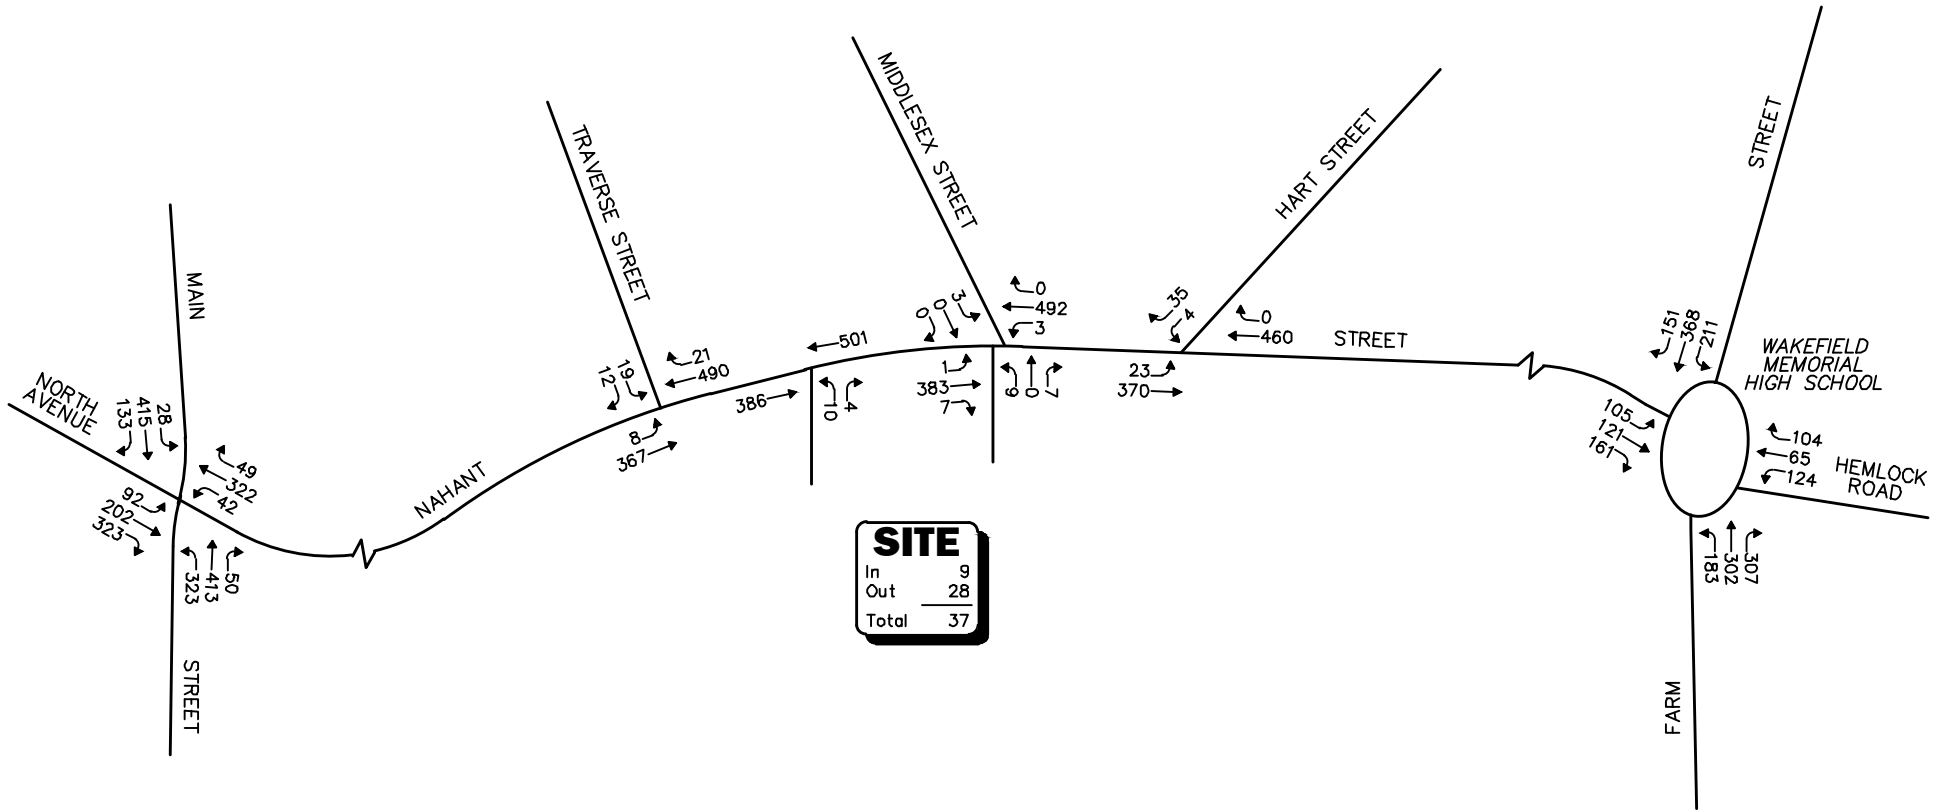 MAIN
STREET
NORTH
AVENUE
133
415
28
49
322
42
92
202
323
323
413
50
NAHANT
STREET
TRAVERSE STREET
12
19
21
490
8
367
386
501
10
4
MIDDLESEX STREET
0
0
3
0
492
3
1
383
7
9
0
7
HART STREET
35
4
0
460
23
370
SITE
In 9
Out 28
Total 37
STREET
FARM
151
368
211
WAKEFIELD
MEMORIAL
HIGH SCHOOL
105
121
161
104
65
124
HEMLOCK
ROAD
183
302
307